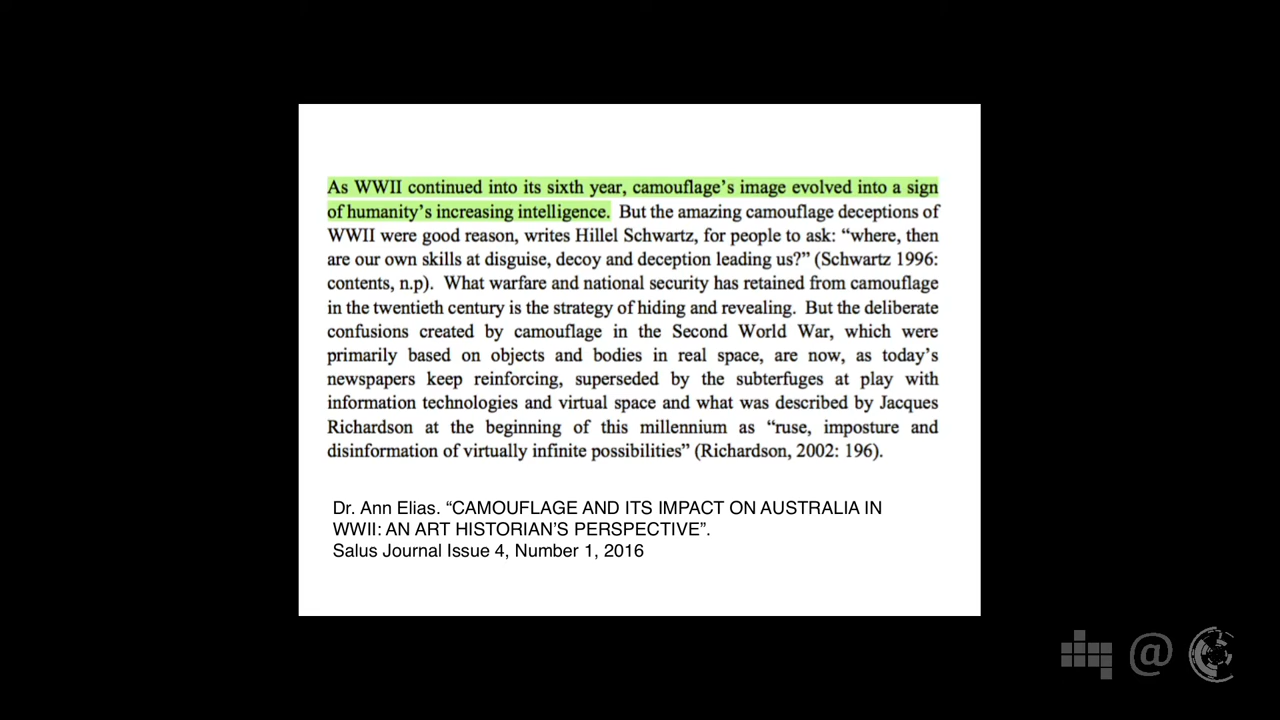 As WWII continued into its sixth year, camouflage’s image evolved into a sign
of humanity’s increasing intelligence. But the amazing camouflage deceptions of
WWII were good reason, writes Hillel Schwartz, for people to ask: “where, then
are our own skills at disguise, decoy and deception leading us?” (Schwartz 1996:
contents, n.p). What warfare and national security has retained from camouflage
in the twentieth century is the strategy of hiding and revealing. But the deliberate
confusions created by camouflage in the Second World War, which were
primarily based on objects and bodies in real space, are now, as today’s
newspapers keep reinforcing, superseded by the subterfuges at play with
information technologies and virtual space and what was described by Jacques
Richardson at the beginning of this millennium as “ruse, imposture and
disinformation of virtually infinite possibilities” (Richardson, 2002: 196).
Dr. Ann Elias. “CAMOUFLAGE AND ITS IMPACT ON AUSTRALIA IN
WWII: AN ART HISTORIAN’S PERSPECTIVE”.
Salus Journal Issue 4, Number 1, 2016
@